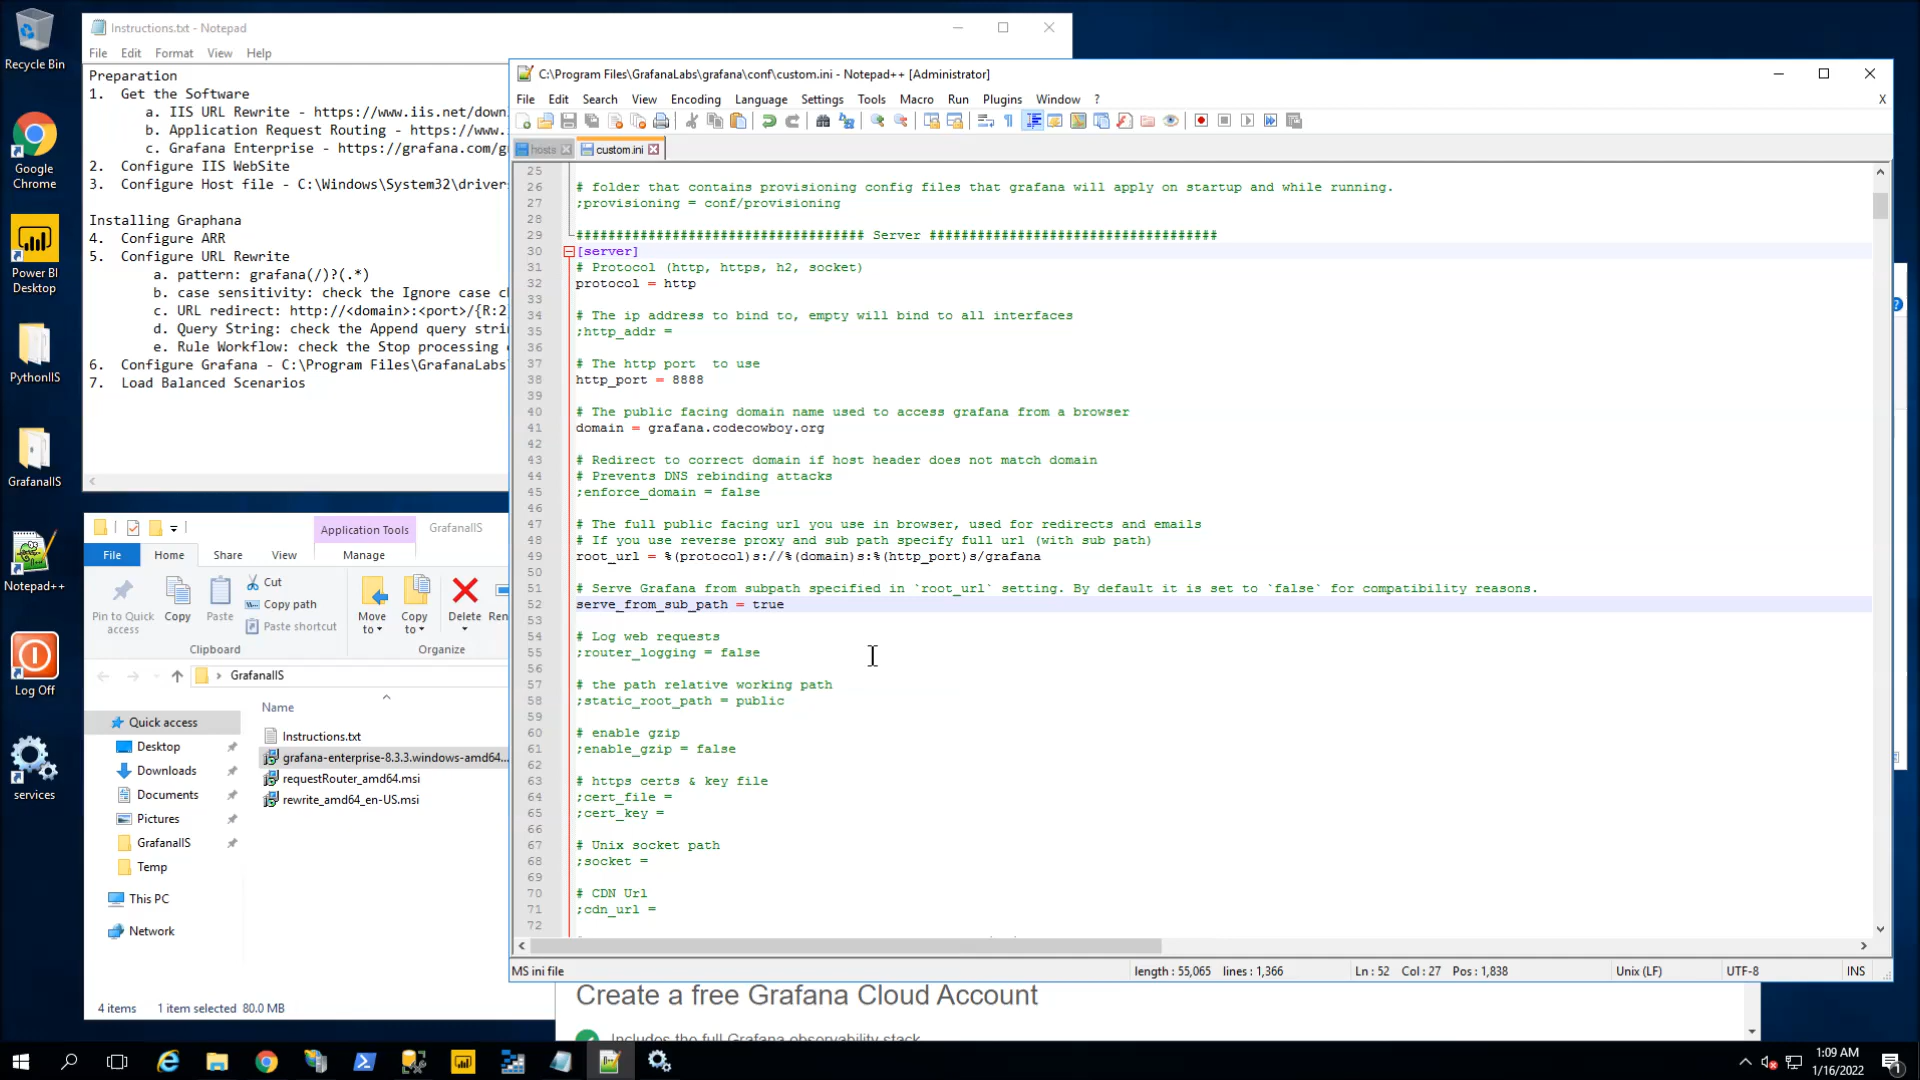 Recycle Bin
Google Chrome
Power BI Desktop
PythonIIS
GrafanaIIS
Notepad++
Log Off
services
Instructions.txt - Notepad
File Edit Format View Help
Preparation
1. Get the Software
a. IIS URL Rewrite - https://www.iis.net/down
b. Application Request Routing - https://www.i
c. Grafana Enterprise - https://grafana.com/g
2. Configure IIS WebSite
3. Configure Host file - C:\Windows\System32\driver
Installing Graphana
4. Configure ARR
5. Configure URL Rewrite
a. pattern: grafana(/)?(.*)
b. case sensitivity: check the Ignore case c
c. URL redirect: http://<domain>:<port>/{R:2
d. Query String: check the Append query stri
e. Rule Workflow: check the Stop processing
6. Configure Grafana - C:\Program Files\GrafanaLabs
7. Load Balanced Scenarios
Application Tools GrafanaIIS
File Home Share View Manage
Pin to Quick access
Copy
Paste
Cut
Copy path
Paste shortcut
Move to
Copy to
Delete
Ren
Clipboard Organize
GrafanaIIS
Quick access
Desktop
Downloads
Documents
Pictures
GrafanaIIS
Temp
This PC
Network
Name
Instructions.txt
grafana-enterprise-8.3.3.windows-amd64...
requestRouter_amd64.msi
rewrite_amd64_en-US.msi
4 items 1 item selected 80.0 MB
C:\Program Files\GrafanaLabs\grafana\conf\custom.ini - Notepad++ [Administrator]
File Edit Search View Encoding Language Settings Tools Macro Run Plugins Window ? X
hosts custom.ini
25
26 # folder that contains provisioning config files that grafana will apply on startup and while running.
27 ;provisioning = conf/provisioning
28
29 #################################### Server ####################################
30 [server]
31 # Protocol (http, https, h2, socket)
32 protocol = http
33
34 # The ip address to bind to, empty will bind to all interfaces
35 ;http_addr =
36
37 # The http port  to use
38 http_port = 8888
39
40 # The public facing domain name used to access grafana from a browser
41 domain = grafana.codecowboy.org
42
43 # Redirect to correct domain if host header does not match domain
44 # Prevents DNS rebinding attacks
45 ;enforce_domain = false
46
47 # The full public facing url you use in browser, used for redirects and emails
48 # If you use reverse proxy and sub path specify full url (with sub path)
49 root_url = %(protocol)s://%(domain)s:%(http_port)s/grafana
50
51 # Serve Grafana from subpath specified in `root_url` setting. By default it is set to `false` for compatibility reasons.
52 serve_from_sub_path = true
53
54 # Log web requests
55 ;router_logging = false
56
57 # the path relative working path
58 ;static_root_path = public
59
60 # enable gzip
61 ;enable_gzip = false
62
63 # https certs & key file
64 ;cert_file =
65 ;cert_key =
66
67 # Unix socket path
68 ;socket =
69
70 # CDN Url
71 ;cdn_url =
72
MS ini file length : 55,065 lines : 1,366 Ln : 52 Col : 27 Pos : 1,838 Unix (LF) UTF-8 INS
Create a free Grafana Cloud Account
Includes the full Grafana observability stack
1:09 AM
1/16/2022
1